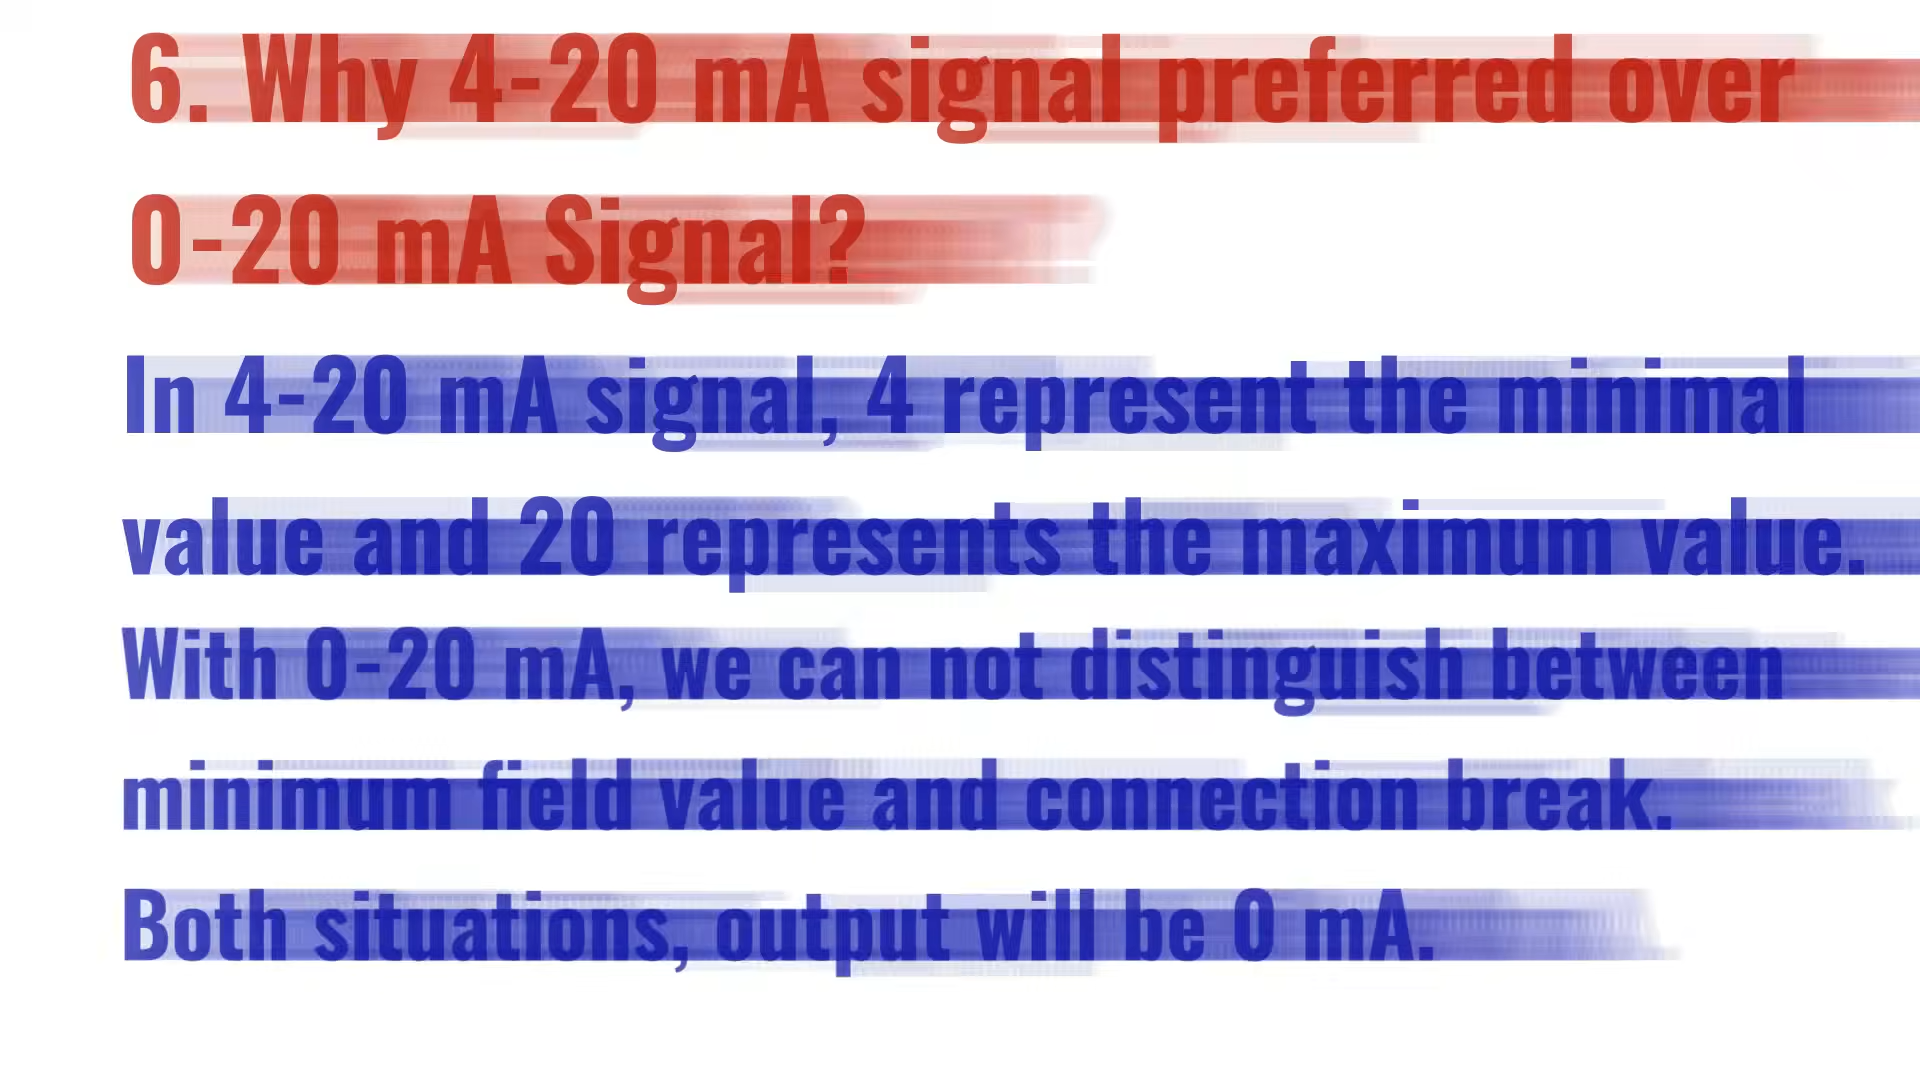 6. Why 4-20 mA signal preferred over
0-20 mA Signal?
In 4-20 mA signal, 4 represent the minimal
value and 20 represents the maximum value.
With 0-20 mA, we can not distinguish between
minimum field value and connection break.
Both situations, output will be 0 mA.